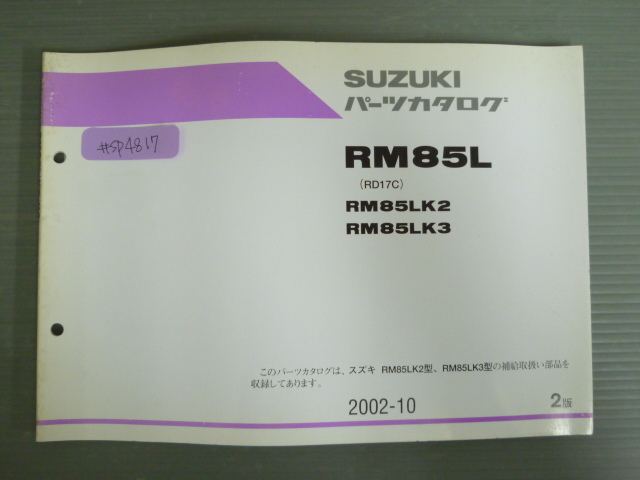 SUZUKI
パーツカタログ
#SP4817
RM85L
(RD17C)
RM85LK2
RM85LK3
このパーツカタログは、スズキ RM85LK2型、RM85LK3型の補給取扱い部品を
収録してあります。
2002-10
2版